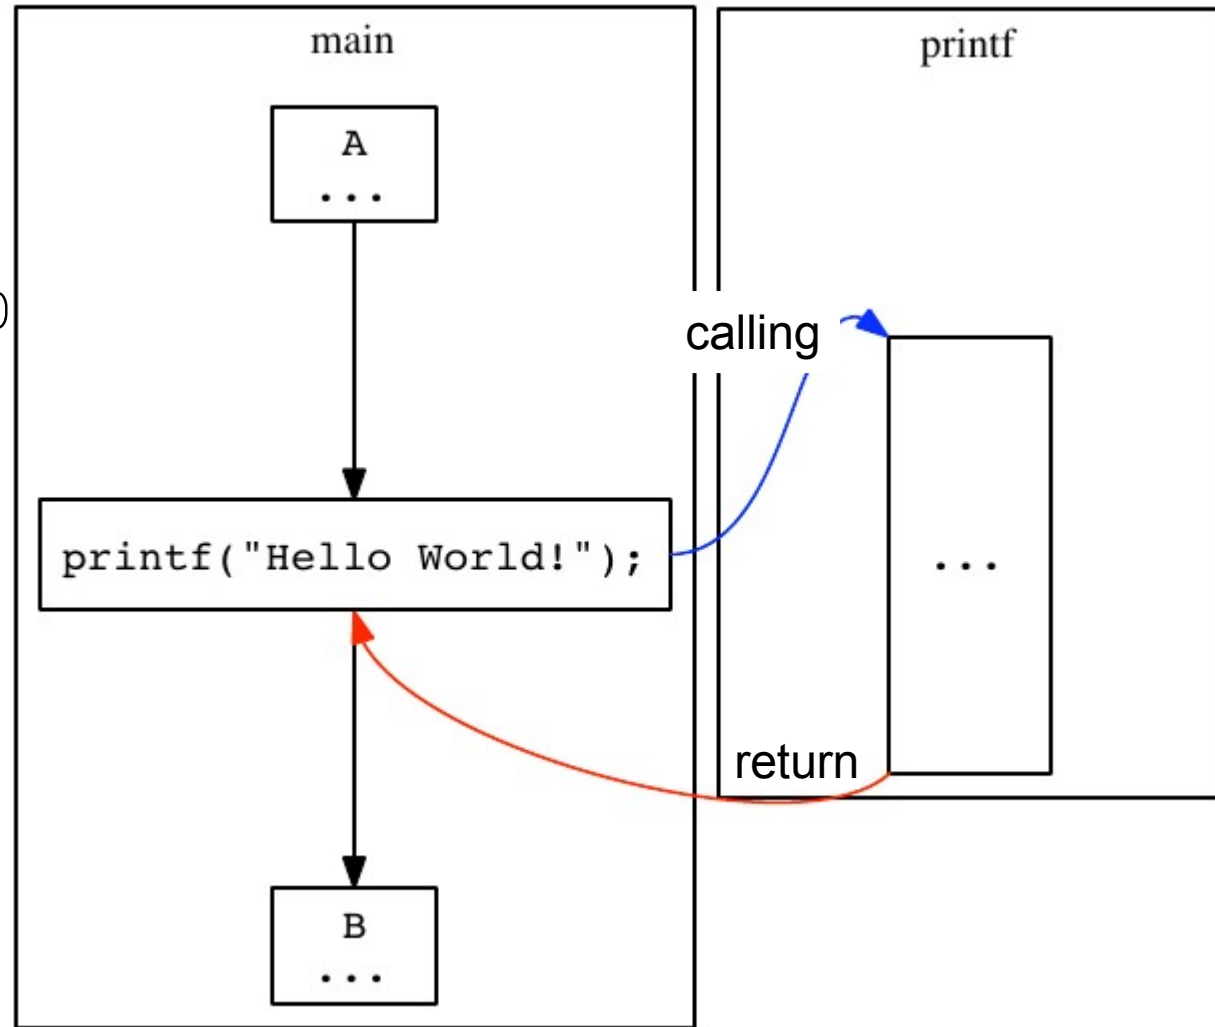 main
A
...
printf("Hello World!");
B
...
printf
calling
...
return